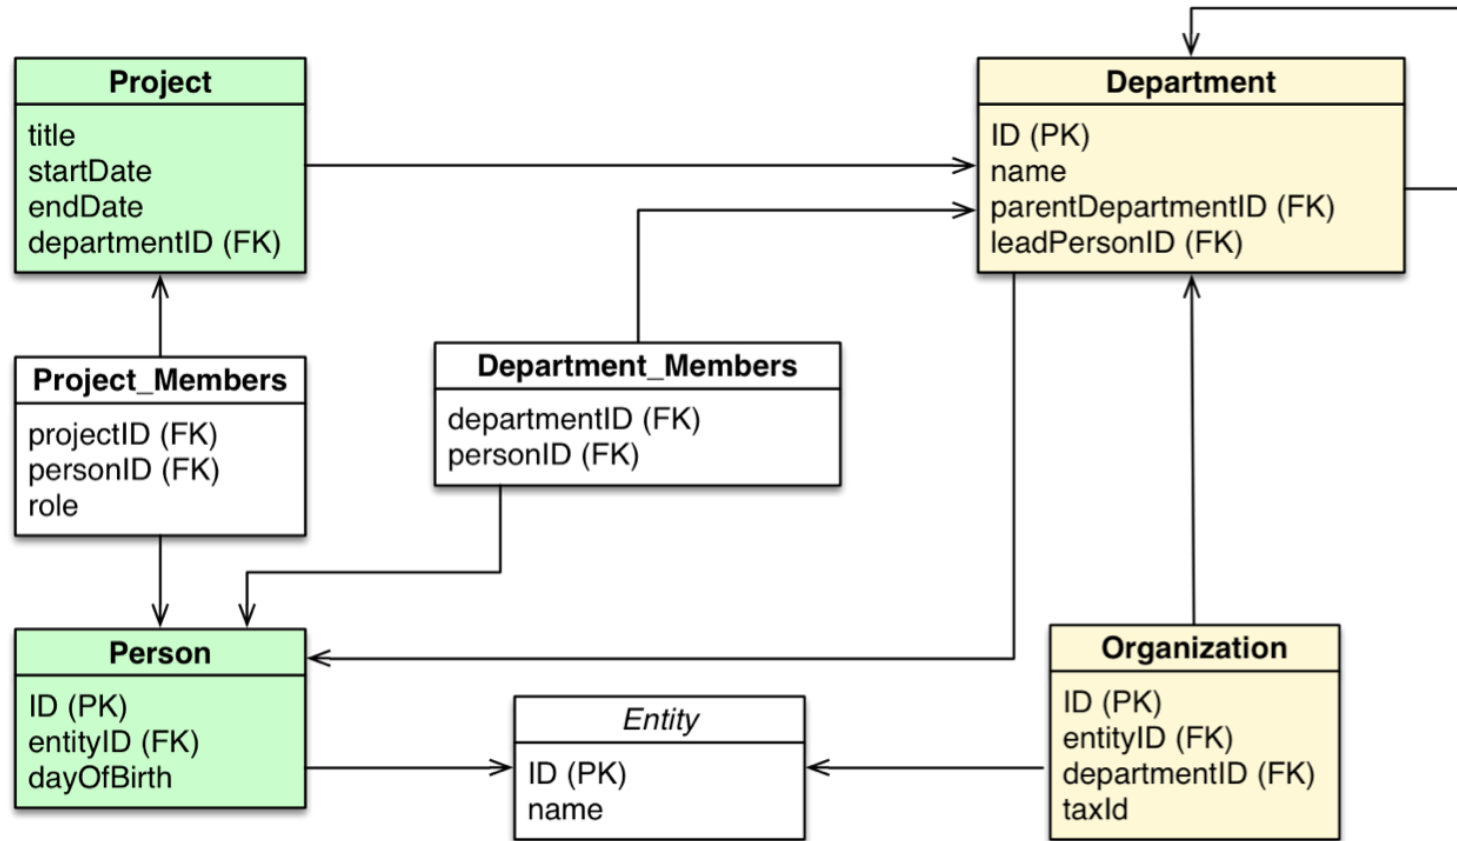 Project
title
startDate
endDate
departmentID (FK)
Department
ID (PK)
name
parentDepartmentID (FK)
leadPersonID (FK)
Project_Members
projectID (FK)
personID (FK)
role
Department_Members
departmentID (FK)
personID (FK)
Person
ID (PK)
entityID (FK)
dayOfBirth
Entity
ID (PK)
name
Organization
ID (PK)
entityID (FK)
departmentID (FK)
taxId